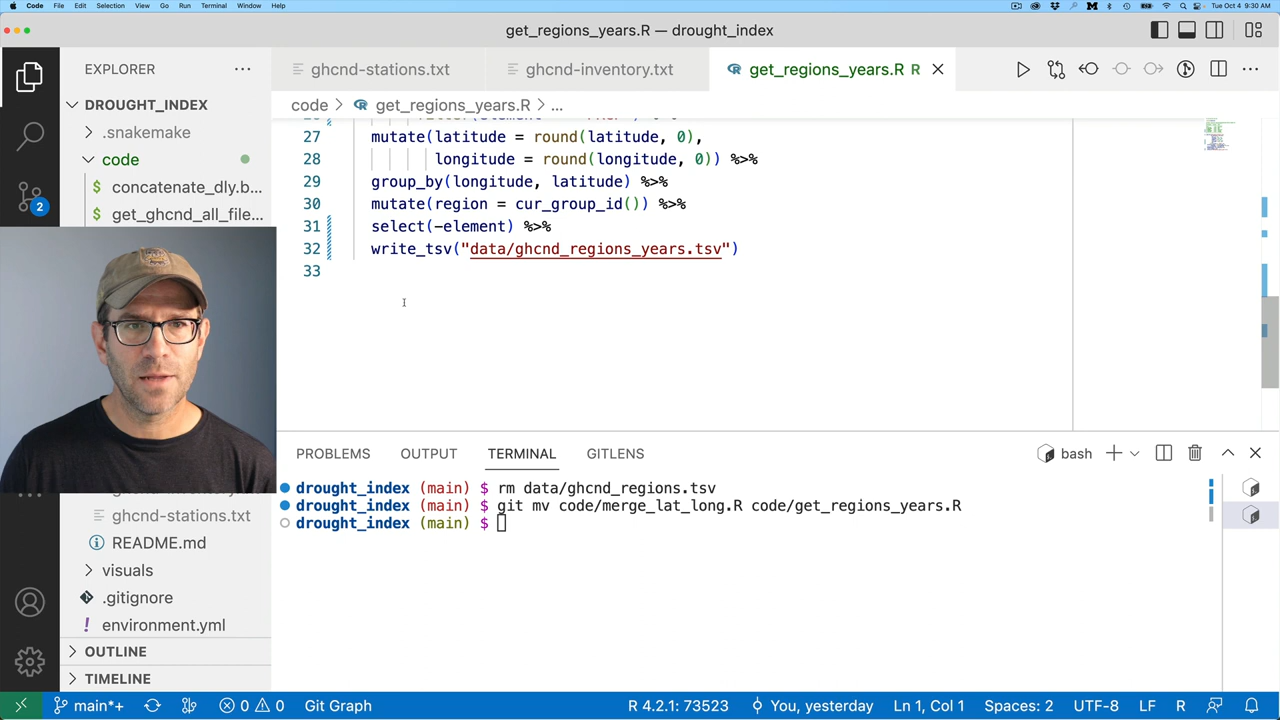 Code File Edit Selection View Go Run Terminal Window Help
Tue Oct 4 9:30 AM
get_regions_years.R — drought_index
EXPLORER
ghcnd-stations.txt
ghcnd-inventory.txt
get_regions_years.R R
DROUGHT_INDEX
code > get_regions_years.R > ...
.snakemake
code
concatenate_dly.b...
get_ghcnd_all_file...
2
27 mutate(latitude = round(latitude, 0),
28 longitude = round(longitude, 0)) %>%
29 group_by(longitude, latitude) %>%
30 mutate(region = cur_group_id()) %>%
31 select(-element) %>%
32 write_tsv("data/ghcnd_regions_years.tsv")
33
PROBLEMS OUTPUT TERMINAL GITLENS
bash
drought_index (main) $ rm data/ghcnd_regions.tsv
drought_index (main) $ git mv code/merge_lat_long.R code/get_regions_years.R
drought_index (main) $
ghcnd-stations.txt
README.md
visuals
.gitignore
environment.yml
OUTLINE
TIMELINE
main*+ 0 0 Git Graph
R 4.2.1: 73523 You, yesterday Ln 1, Col 1 Spaces: 2 UTF-8 LF R